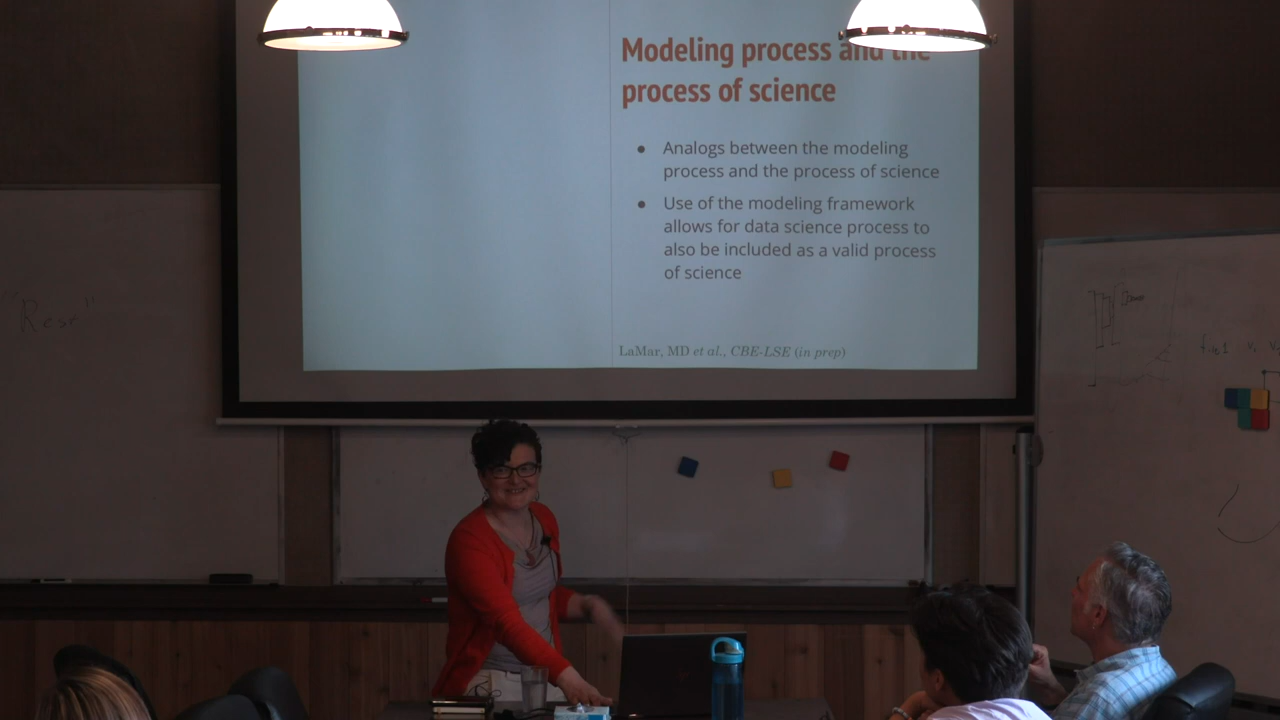 Modeling process and the
process of science
● Analogs between the modeling
process and the process of science
● Use of the modeling framework
allows for data science process to
also be included as a valid process
of science
LaMar, MD et al., CBE-LSE (in prep)